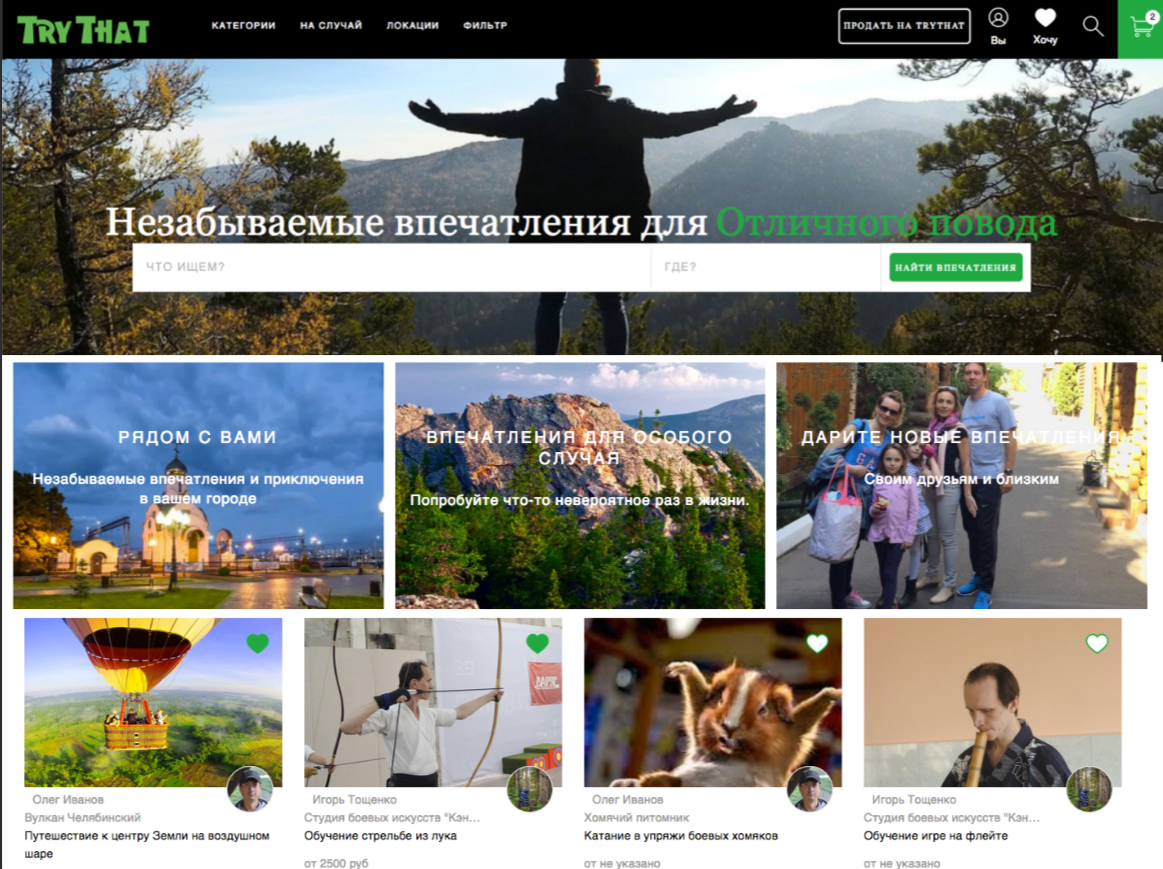 TRYTHAT
КАТЕГОРИИ НА СЛУЧАЙ ЛОКАЦИИ ФИЛЬТР
ПРОДАТЬ НА TRYTHAT
Вы
Хочу
2
Незабываемые впечатления для Отличного повода
ЧТО ИЩЕМ? ГДЕ? НАЙТИ ВПЕЧАТЛЕНИЯ
РЯДОМ С ВАМИ
Незабываемые впечатления и приключения
в вашем городе
ВПЕЧАТЛЕНИЯ ДЛЯ ОСОБОГО
СЛУЧАЯ
Попробуйте что-то невероятное раз в жизни.
ДАРИТЕ НОВЫЕ ВПЕЧАТЛЕНИЯ
Своим друзьям и близким
Олег Иванов
Вулкан Челябинский
Путешествие к центру Земли на воздушном
шаре
Игорь Тощенко
Студия боевых искусств "Кэн...
Обучение стрельбе из лука
от 2500 руб
Олег Иванов
Хомячий питомник
Катание в упряжи боевых хомяков
от не указано
Игорь Тощенко
Студия боевых искусств "Кэн...
Обучение игре на флейте
от не указано